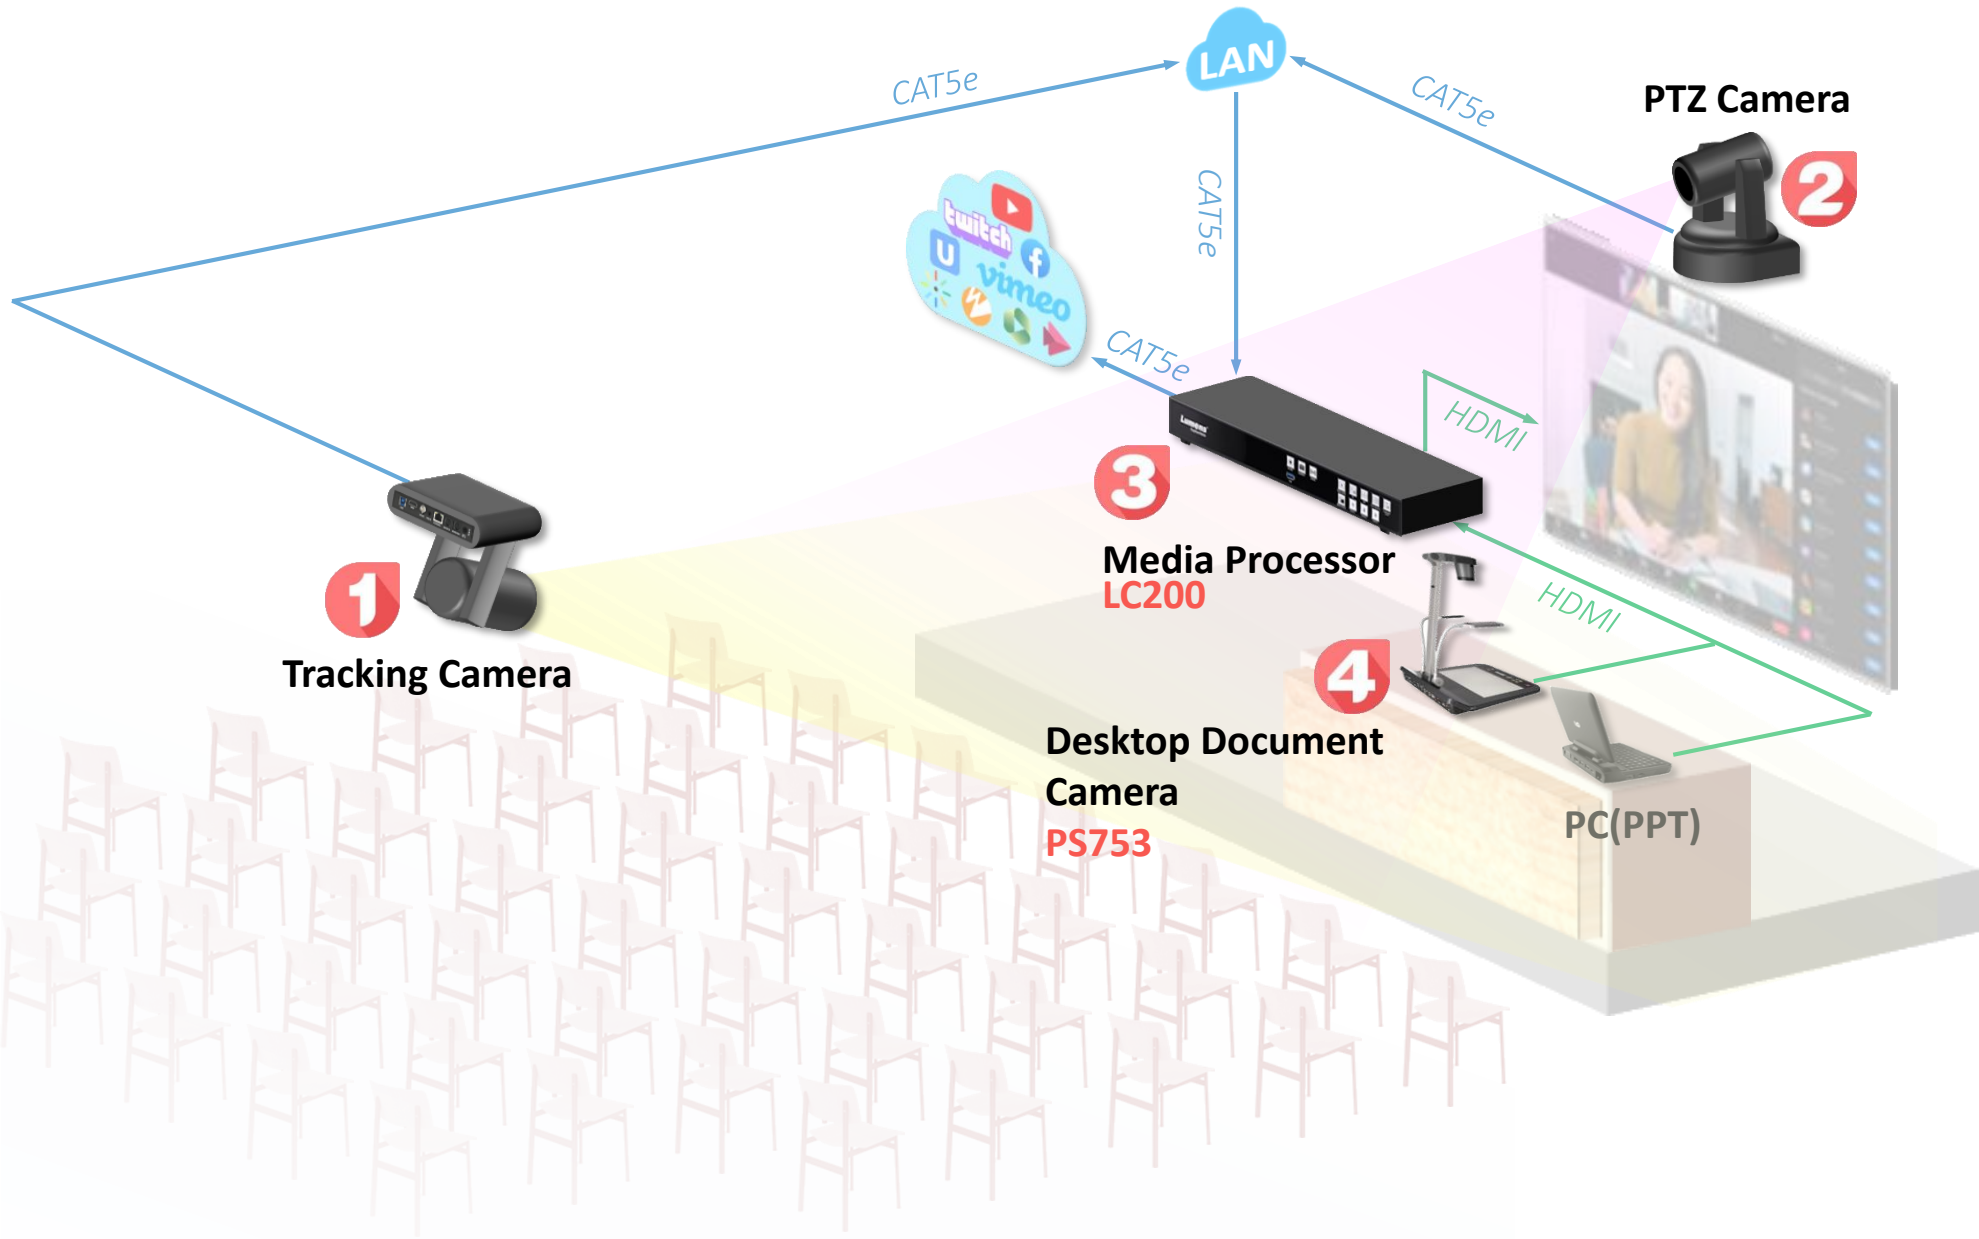 LAN
CAT5e
CAT5e
PTZ Camera
2
CAT5e
twitch
U
f
vimeo
CAT5e
HDMI
Lumens
3
Media Processor
LC200
HDMI
1
Tracking Camera
4
Desktop Document
Camera
PS753
PC(PPT)